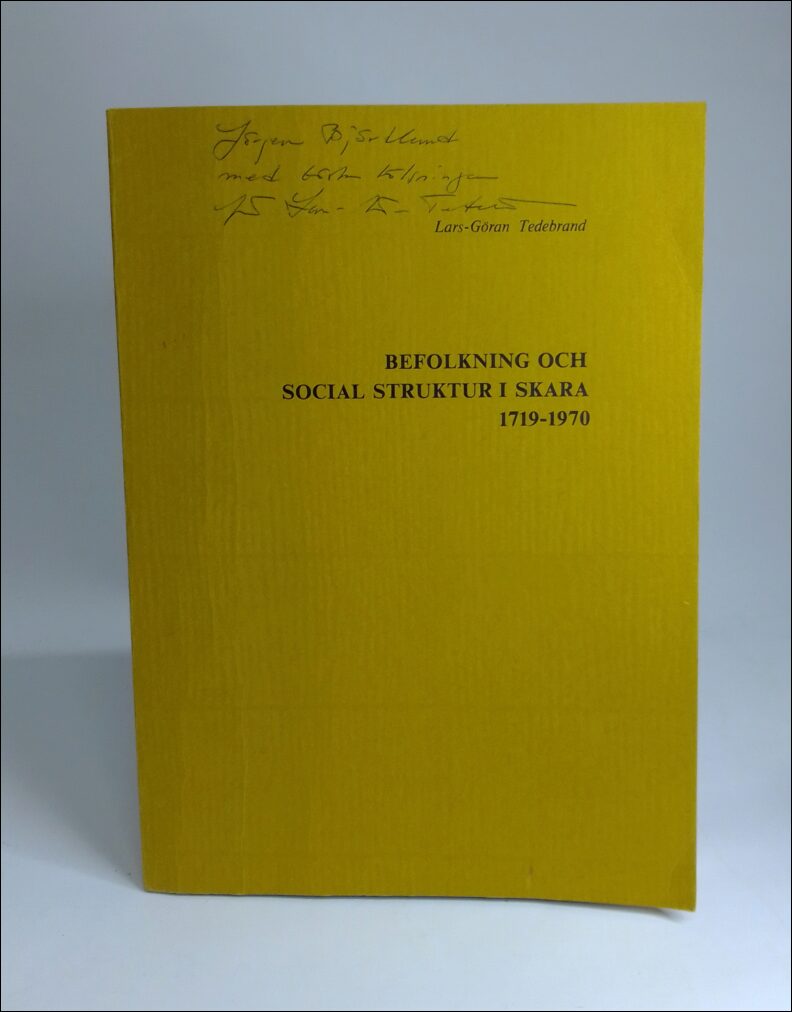 Jörgen Björklund
med bästa hälsningar
Lars-Göran Tedebrand
BEFOLKNING OCH
SOCIAL STRUKTUR I SKARA
1719-1970